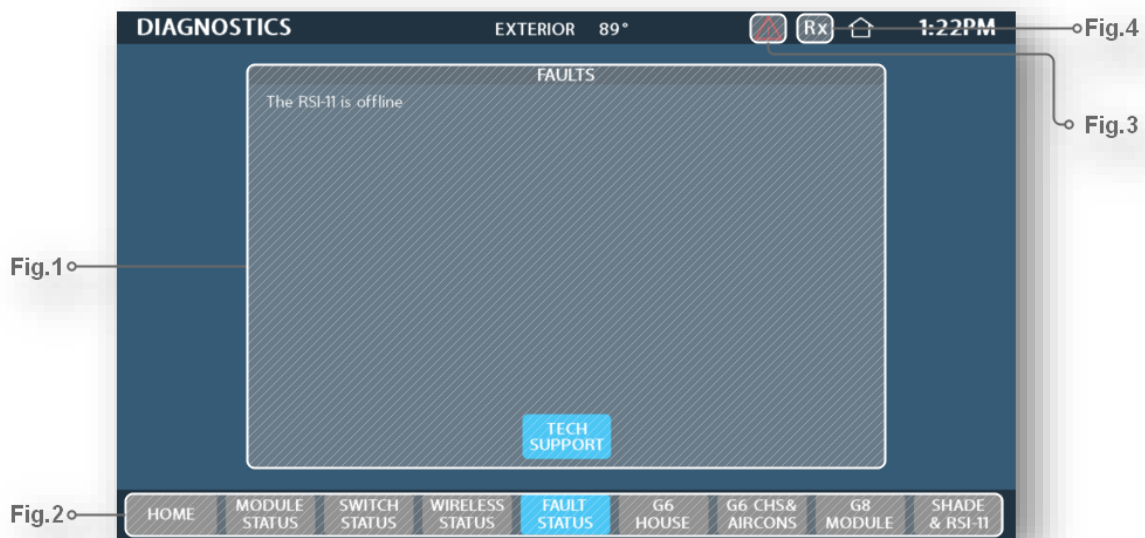 DIAGNOSTICS EXTERIOR 89° Rx 1:22PM
Fig.4
FAULTS
The RSI-11 is offline
Fig.3
Fig.1
TECH
SUPPORT
Fig.2
HOME
MODULE
STATUS
SWITCH
STATUS
WIRELESS
STATUS
FAULT
STATUS
G6
HOUSE
G6 CHS&
AIRCONS
G8
MODULE
SHADE
& RSI-11